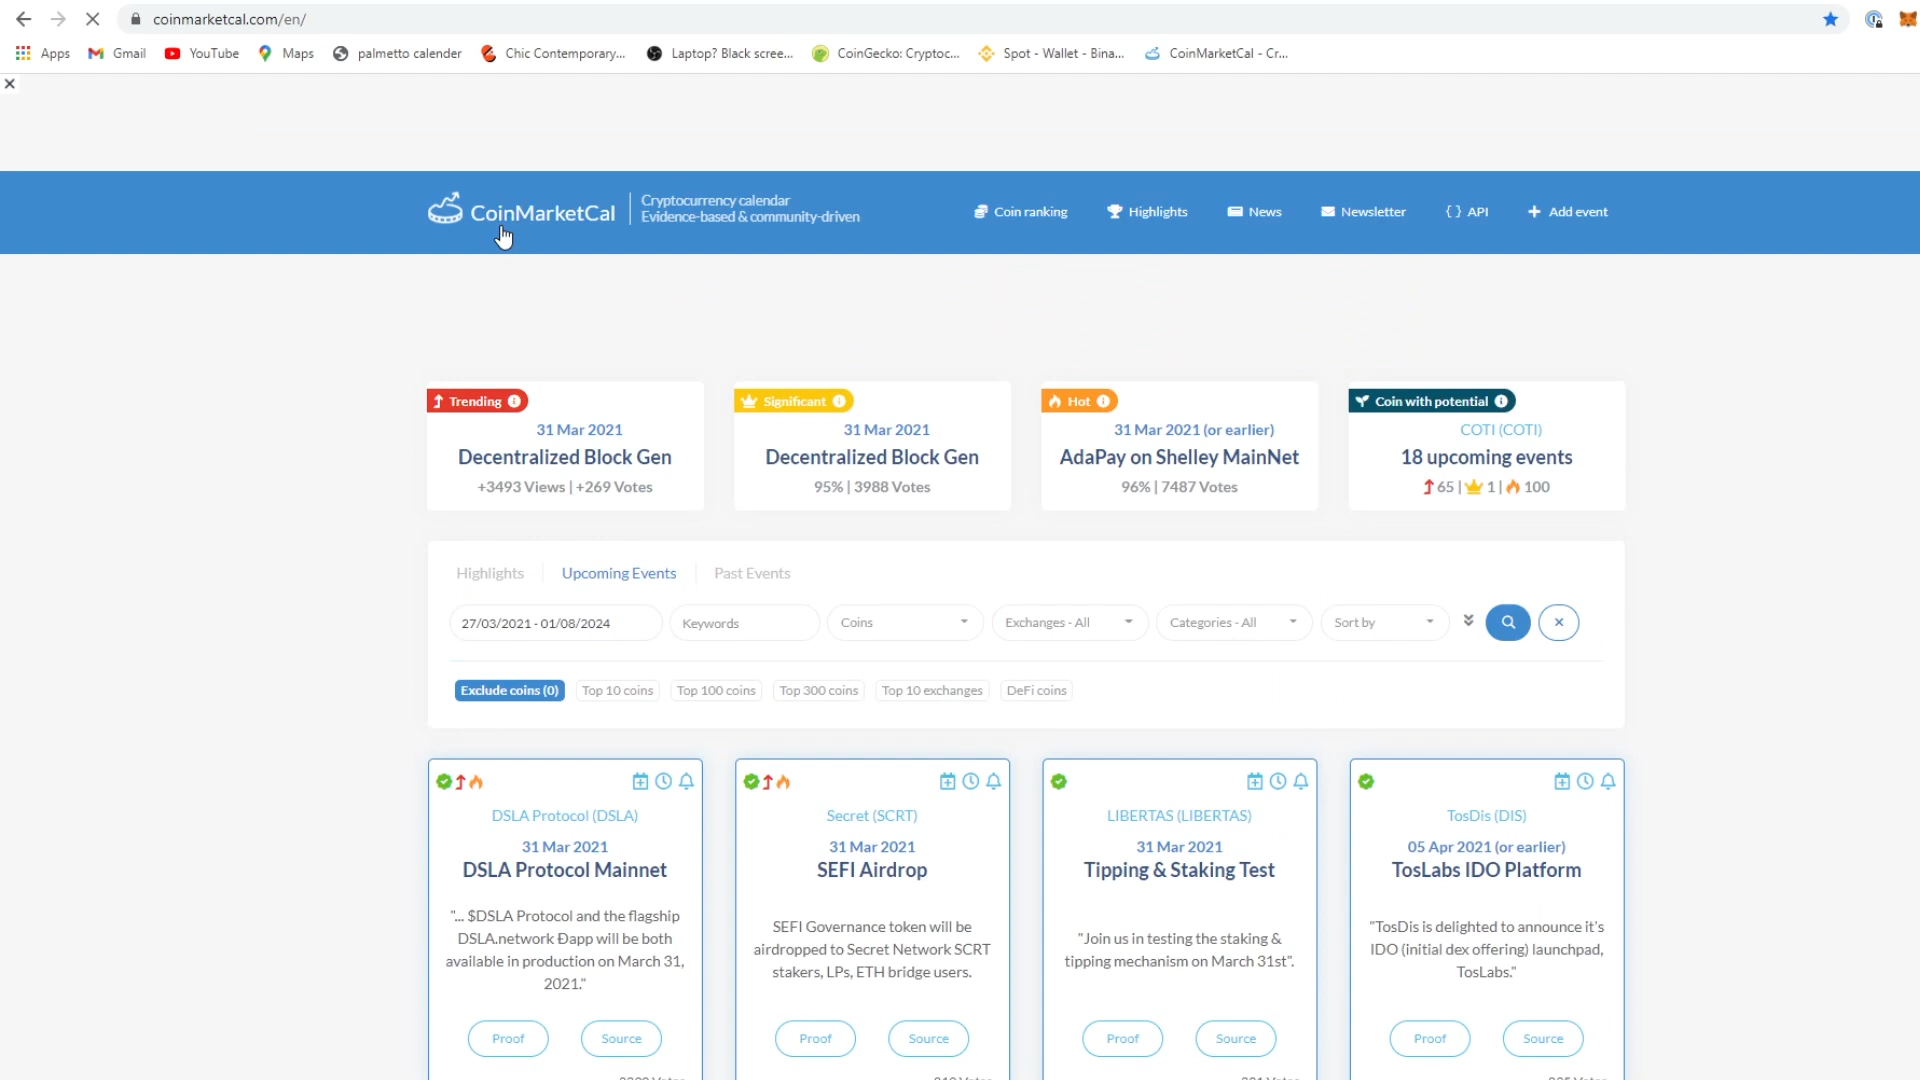 coinmarketcal.com/en/
Apps Gmail YouTube Maps palmetto calender Chic Contemporary... Laptop? Black scree... CoinGecko: Cryptoc... Spot - Wallet - Bina... CoinMarketCal - Cr...
CoinMarketCal
Cryptocurrency calendar
Evidence-based & community-driven
Coin ranking Highlights News Newsletter API + Add event
Trending
31 Mar 2021
Decentralized Block Gen
+3493 Views | +269 Votes
Significant
31 Mar 2021
Decentralized Block Gen
95% | 3988 Votes
Hot
31 Mar 2021 (or earlier)
AdaPay on Shelley MainNet
96% | 7487 Votes
Coin with potential
COTI (COTI)
18 upcoming events
65 | 1 | 100
Highlights Upcoming Events Past Events
27/03/2021 - 01/08/2024 Keywords Coins Exchanges - All Categories - All Sort by
Exclude coins (0) Top 10 coins Top 100 coins Top 300 coins Top 10 exchanges DeFi coins
DSLA Protocol (DSLA)
31 Mar 2021
DSLA Protocol Mainnet
"... $DSLA Protocol and the flagship
DSLA.network Đapp will be both
available in production on March 31,
2021."
Proof Source
Secret (SCRT)
31 Mar 2021
SEFI Airdrop
SEFI Governance token will be
airdropped to Secret Network SCRT
stakers, LPs, ETH bridge users.
Proof Source
LIBERTAS (LIBERTAS)
31 Mar 2021
Tipping & Staking Test
"Join us in testing the staking &
tipping mechanism on March 31st".
Proof Source
TosDis (DIS)
05 Apr 2021 (or earlier)
TosLabs IDO Platform
"TosDis is delighted to announce it's
IDO (initial dex offering) launchpad,
TosLabs."
Proof Source